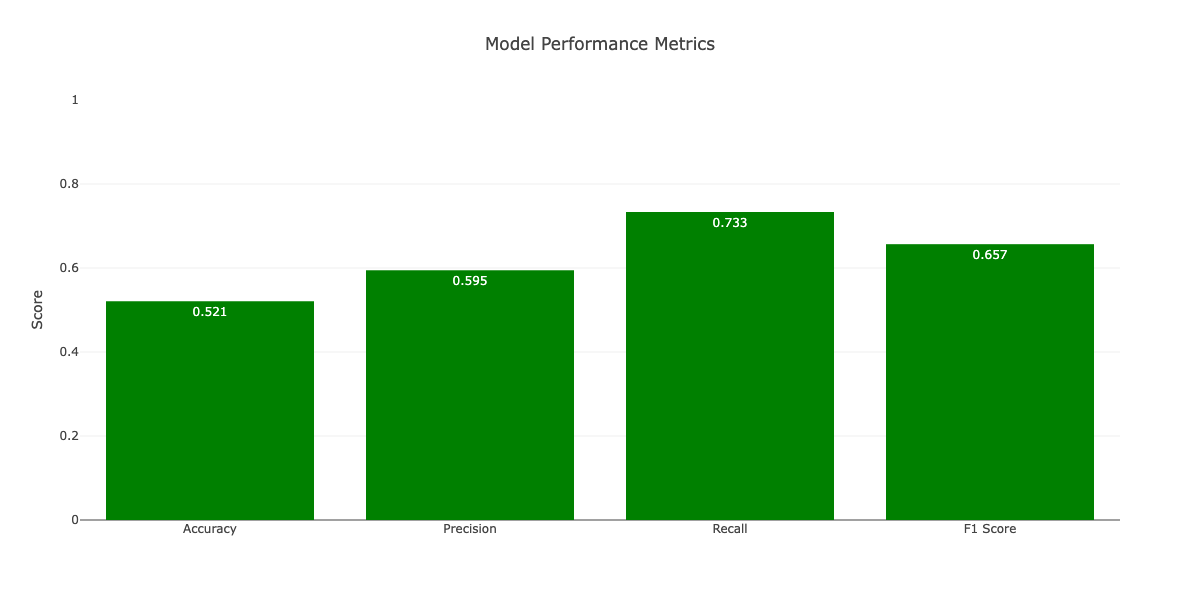 Model Performance Metrics
1
0.8
0.6
0.4
0.2
0
Score
0.521
0.595
0.733
0.657
Accuracy
Precision
Recall
F1 Score